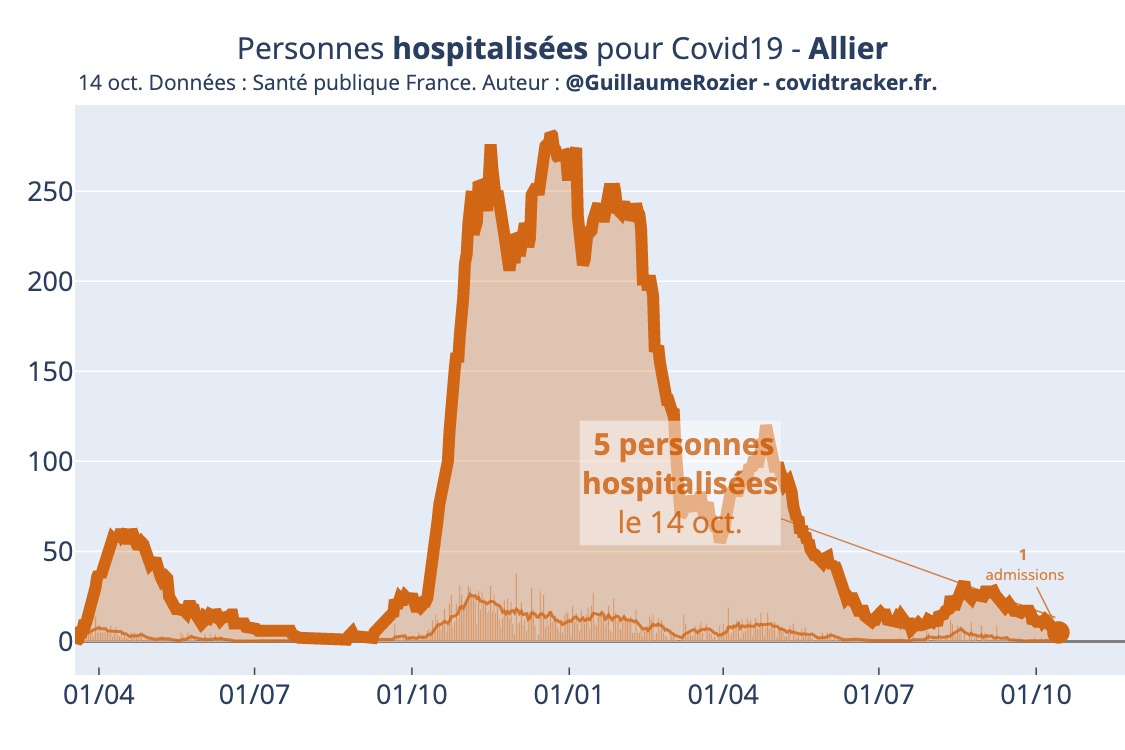 Personnes hospitalisées pour Covid19 - Allier
14 oct. Données : Santé publique France. Auteur : @GuillaumeRozier - covidtracker.fr.
250
200
150
100
50
0
5 personnes
hospitalisées
le 14 oct.
1
admissions
01/04
01/07
01/10
01/01
01/04
01/07
01/10